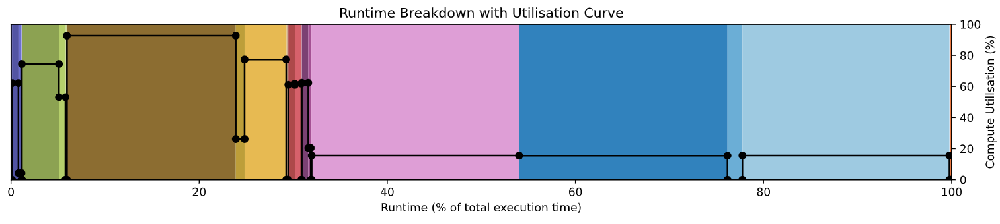 Runtime Breakdown with Utilisation Curve
100
80
60
40
20
0
Compute Utilisation (%)
0 20 40 60 80 100
Runtime (% of total execution time)